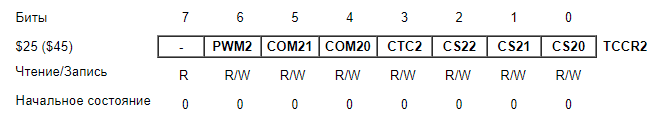 Биты 7 6 5 4 3 2 1 0
$25 ($45) - PWM2 COM21 COM20 CTC2 CS22 CS21 CS20 TCCR2
Чтение/Запись R R/W R/W R/W R/W R/W R/W R/W
Начальное состояние 0 0 0 0 0 0 0 0